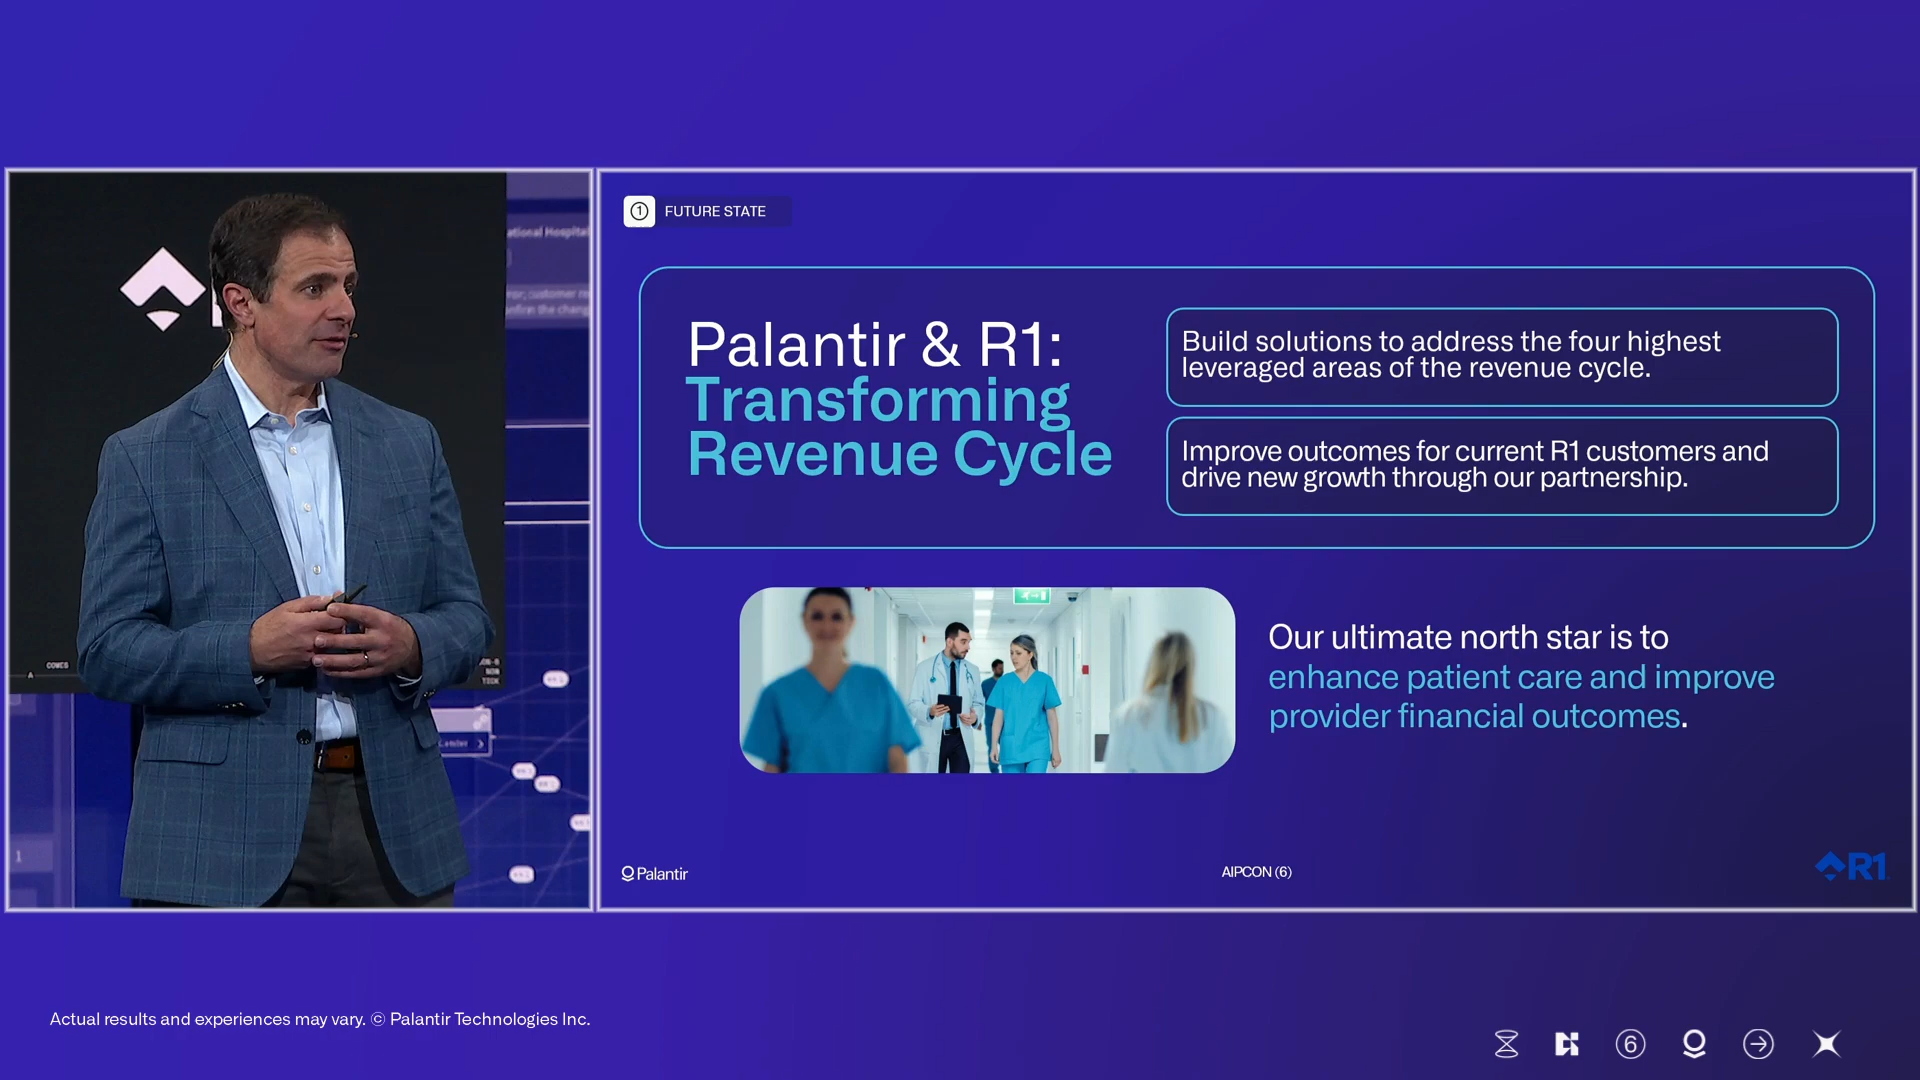 FUTURE STATE
Palantir & R1:
Transforming
Revenue Cycle
Build solutions to address the four highest
leveraged areas of the revenue cycle.
Improve outcomes for current R1 customers and
drive new growth through our partnership.
Our ultimate north star is to
enhance patient care and improve
provider financial outcomes.
Palantir
AIPCON (6)
R1
Actual results and experiences may vary. © Palantir Technologies Inc.
6